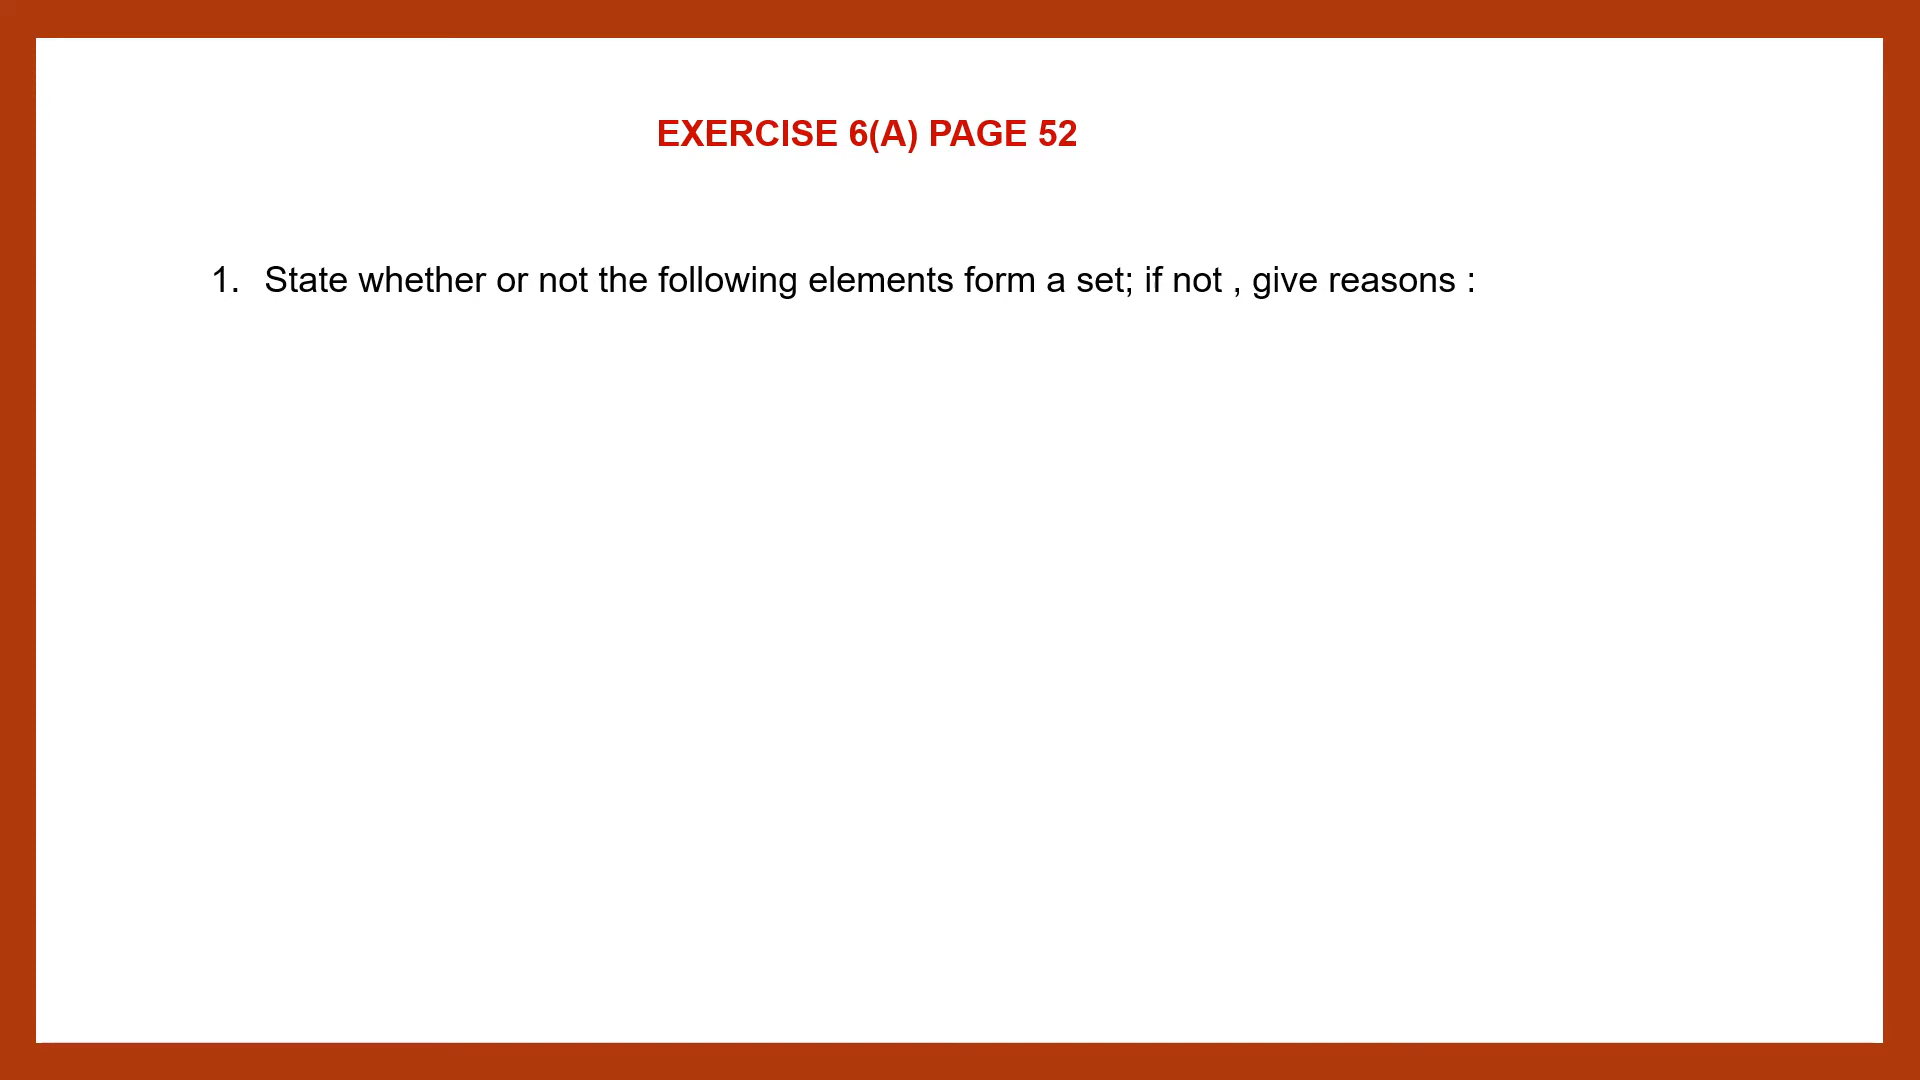 EXERCISE 6(A) PAGE 52
1. State whether or not the following elements form a set; if not , give reasons :